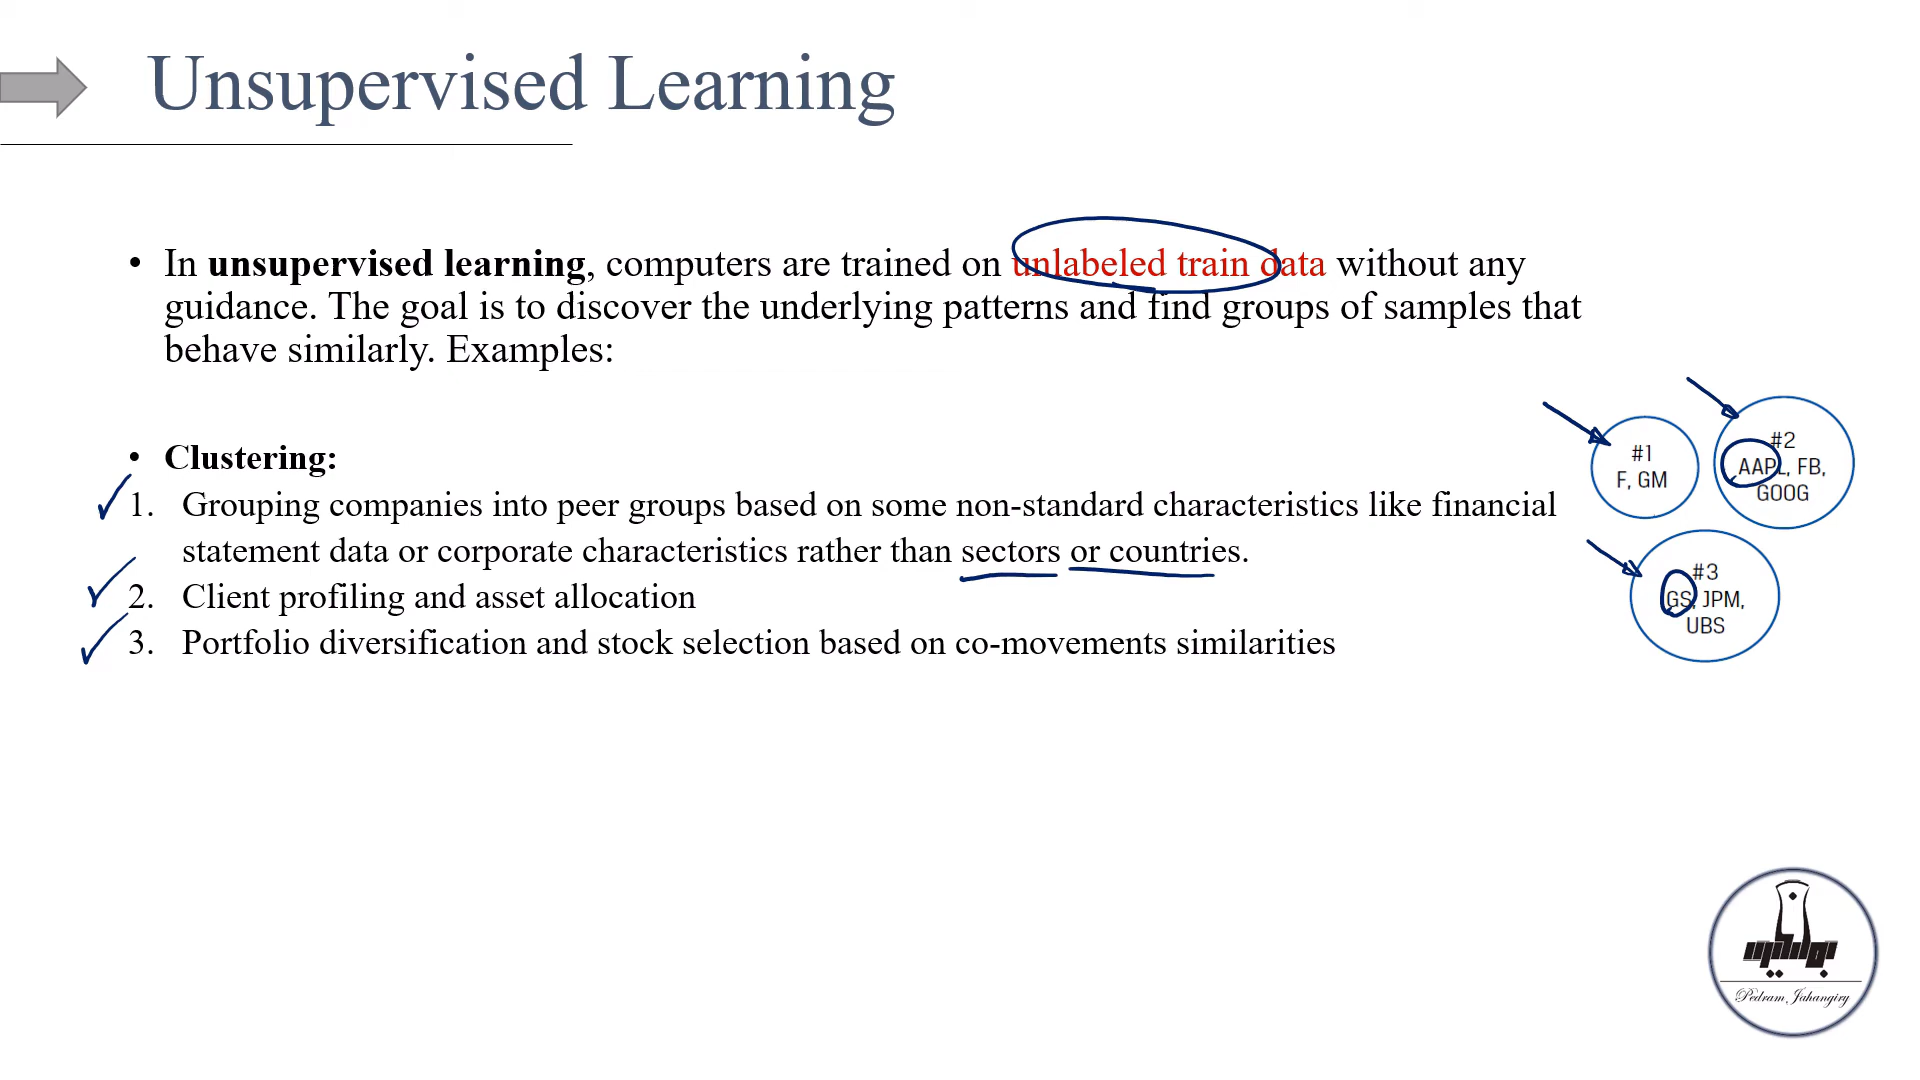 Unsupervised Learning
• In unsupervised learning, computers are trained on unlabeled train data without any
guidance. The goal is to discover the underlying patterns and find groups of samples that
behave similarly. Examples:
• Clustering:
1. Grouping companies into peer groups based on some non-standard characteristics like financial
statement data or corporate characteristics rather than sectors or countries.
2. Client profiling and asset allocation
3. Portfolio diversification and stock selection based on co-movements similarities
#1
F, GM
#2
AAPL, FB,
GOOG
#3
GS, JPM,
UBS
Pedram Jahangiry